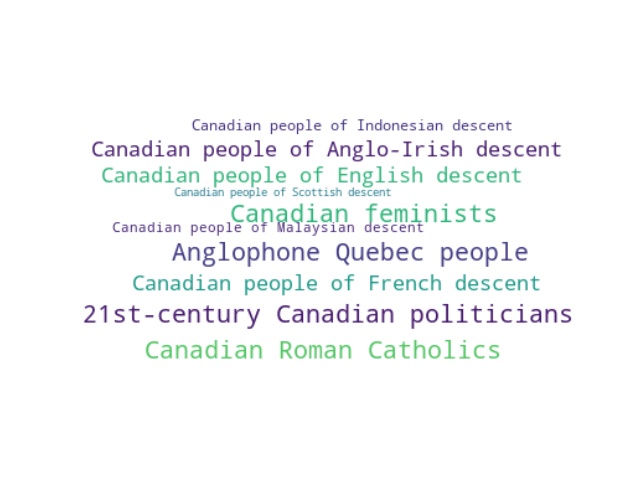 Canadian people of Indonesian descent
Canadian people of Anglo-Irish descent
Canadian people of English descent
Canadian people of Scottish descent
Canadian feminists
Canadian people of Malaysian descent
Anglophone Quebec people
Canadian people of French descent
21st-century Canadian politicians
Canadian Roman Catholics